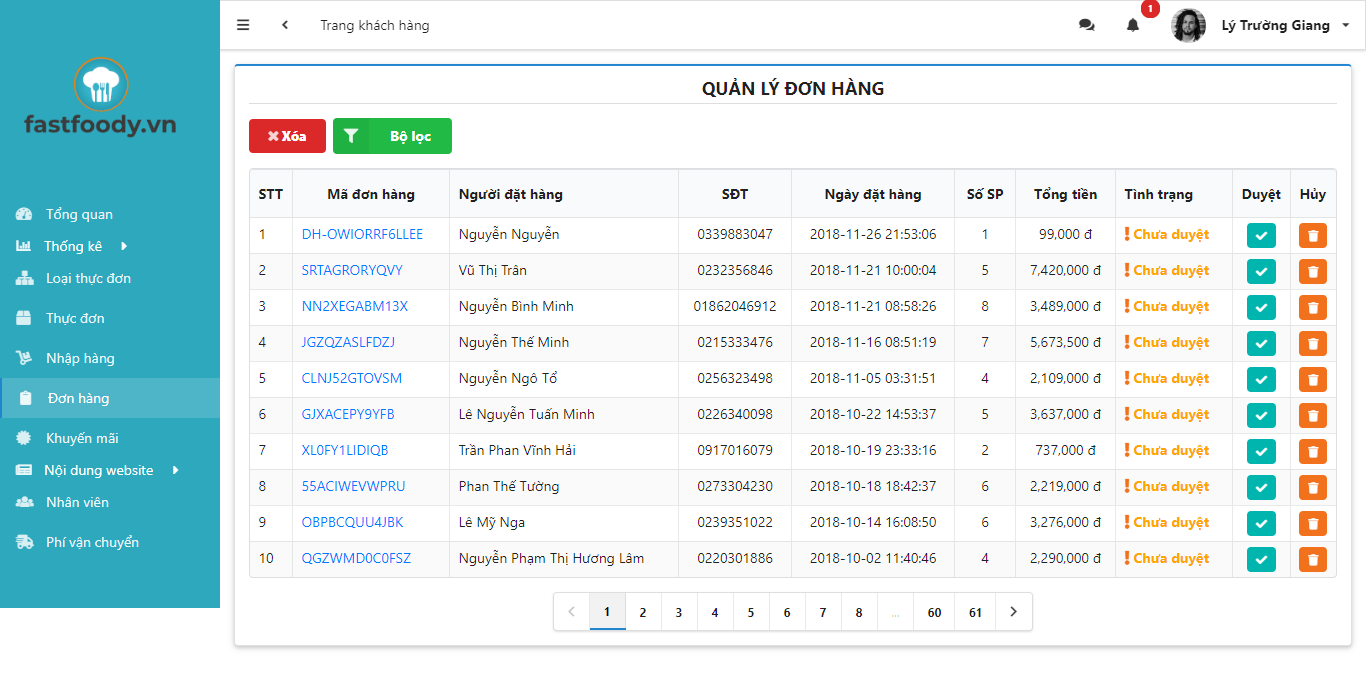 Trang khách hàng
1
Lý Trường Giang
fastfoody.vn
Tổng quan
Thống kê
Loại thực đơn
Thực đơn
Nhập hàng
Đơn hàng
Khuyến mãi
Nội dung website
Nhân viên
Phí vận chuyển
QUẢN LÝ ĐƠN HÀNG
Xóa Bộ lọc
STT Mã đơn hàng Người đặt hàng SĐT Ngày đặt hàng Số SP Tổng tiền Tình trạng Duyệt Hủy
1 DH-OWIORRF6LLEE Nguyễn Nguyễn 0339883047 2018-11-26 21:53:06 1 99,000 đ Chưa duyệt
2 SRTAGRORYQVY Vũ Thị Trân 0232356846 2018-11-21 10:00:04 5 7,420,000 đ Chưa duyệt
3 NN2XEGABM13X Nguyễn Bình Minh 01862046912 2018-11-21 08:58:26 8 3,489,000 đ Chưa duyệt
4 JGZQZASLFDZJ Nguyễn Thế Minh 0215333476 2018-11-16 08:51:19 7 5,673,500 đ Chưa duyệt
5 CLNJ52GTOVSM Nguyễn Ngô Tổ 0256323498 2018-11-05 03:31:51 4 2,109,000 đ Chưa duyệt
6 GJXACEPY9YFB Lê Nguyễn Tuấn Minh 0226340098 2018-10-22 14:53:37 5 3,637,000 đ Chưa duyệt
7 XL0FY1LIDIQB Trần Phan Vĩnh Hải 0917016079 2018-10-19 23:33:16 2 737,000 đ Chưa duyệt
8 55ACIWEVWPRU Phan Thế Tường 0273304230 2018-10-18 18:42:37 6 2,219,000 đ Chưa duyệt
9 OBPBCQUU4JBK Lê Mỹ Nga 0239351022 2018-10-14 16:08:50 6 3,276,000 đ Chưa duyệt
10 QGZWMD0C0FSZ Nguyễn Phạm Thị Hương Lâm 0220301886 2018-10-02 11:40:46 4 2,290,000 đ Chưa duyệt
1 2 3 4 5 6 7 8 ... 60 61